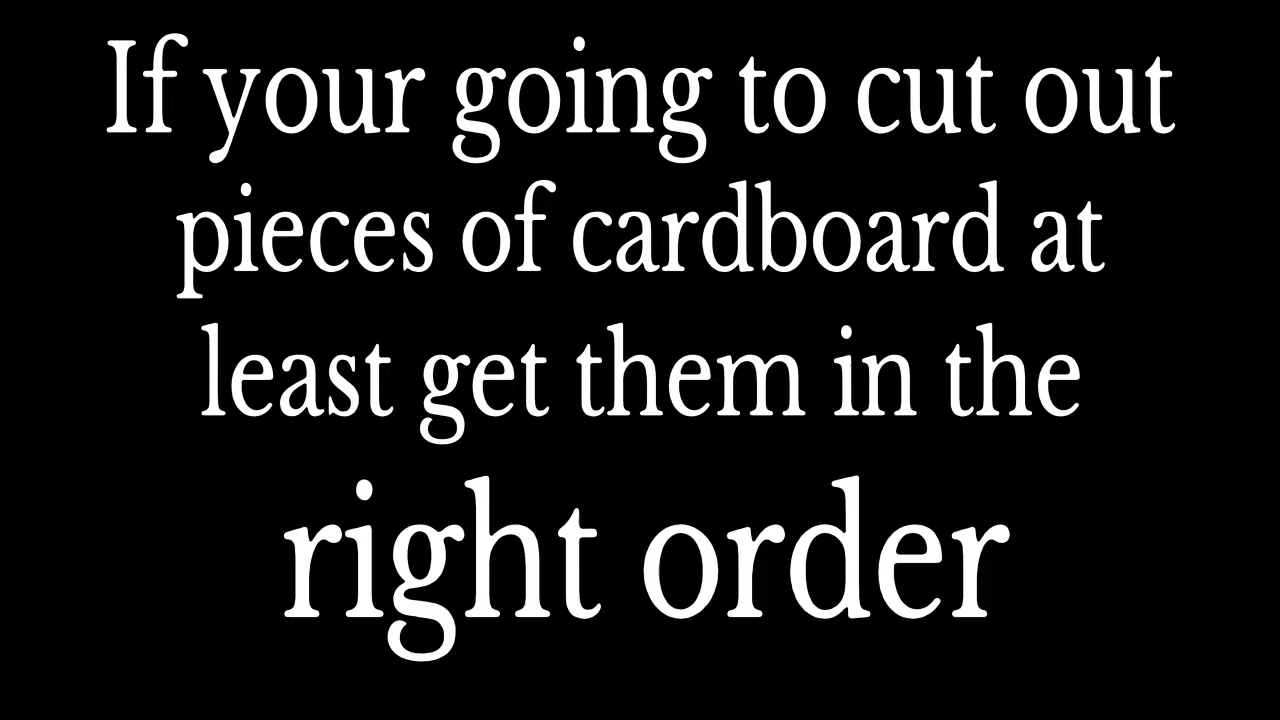 If your going to cut out
pieces of cardboard at
least get them in the
right order